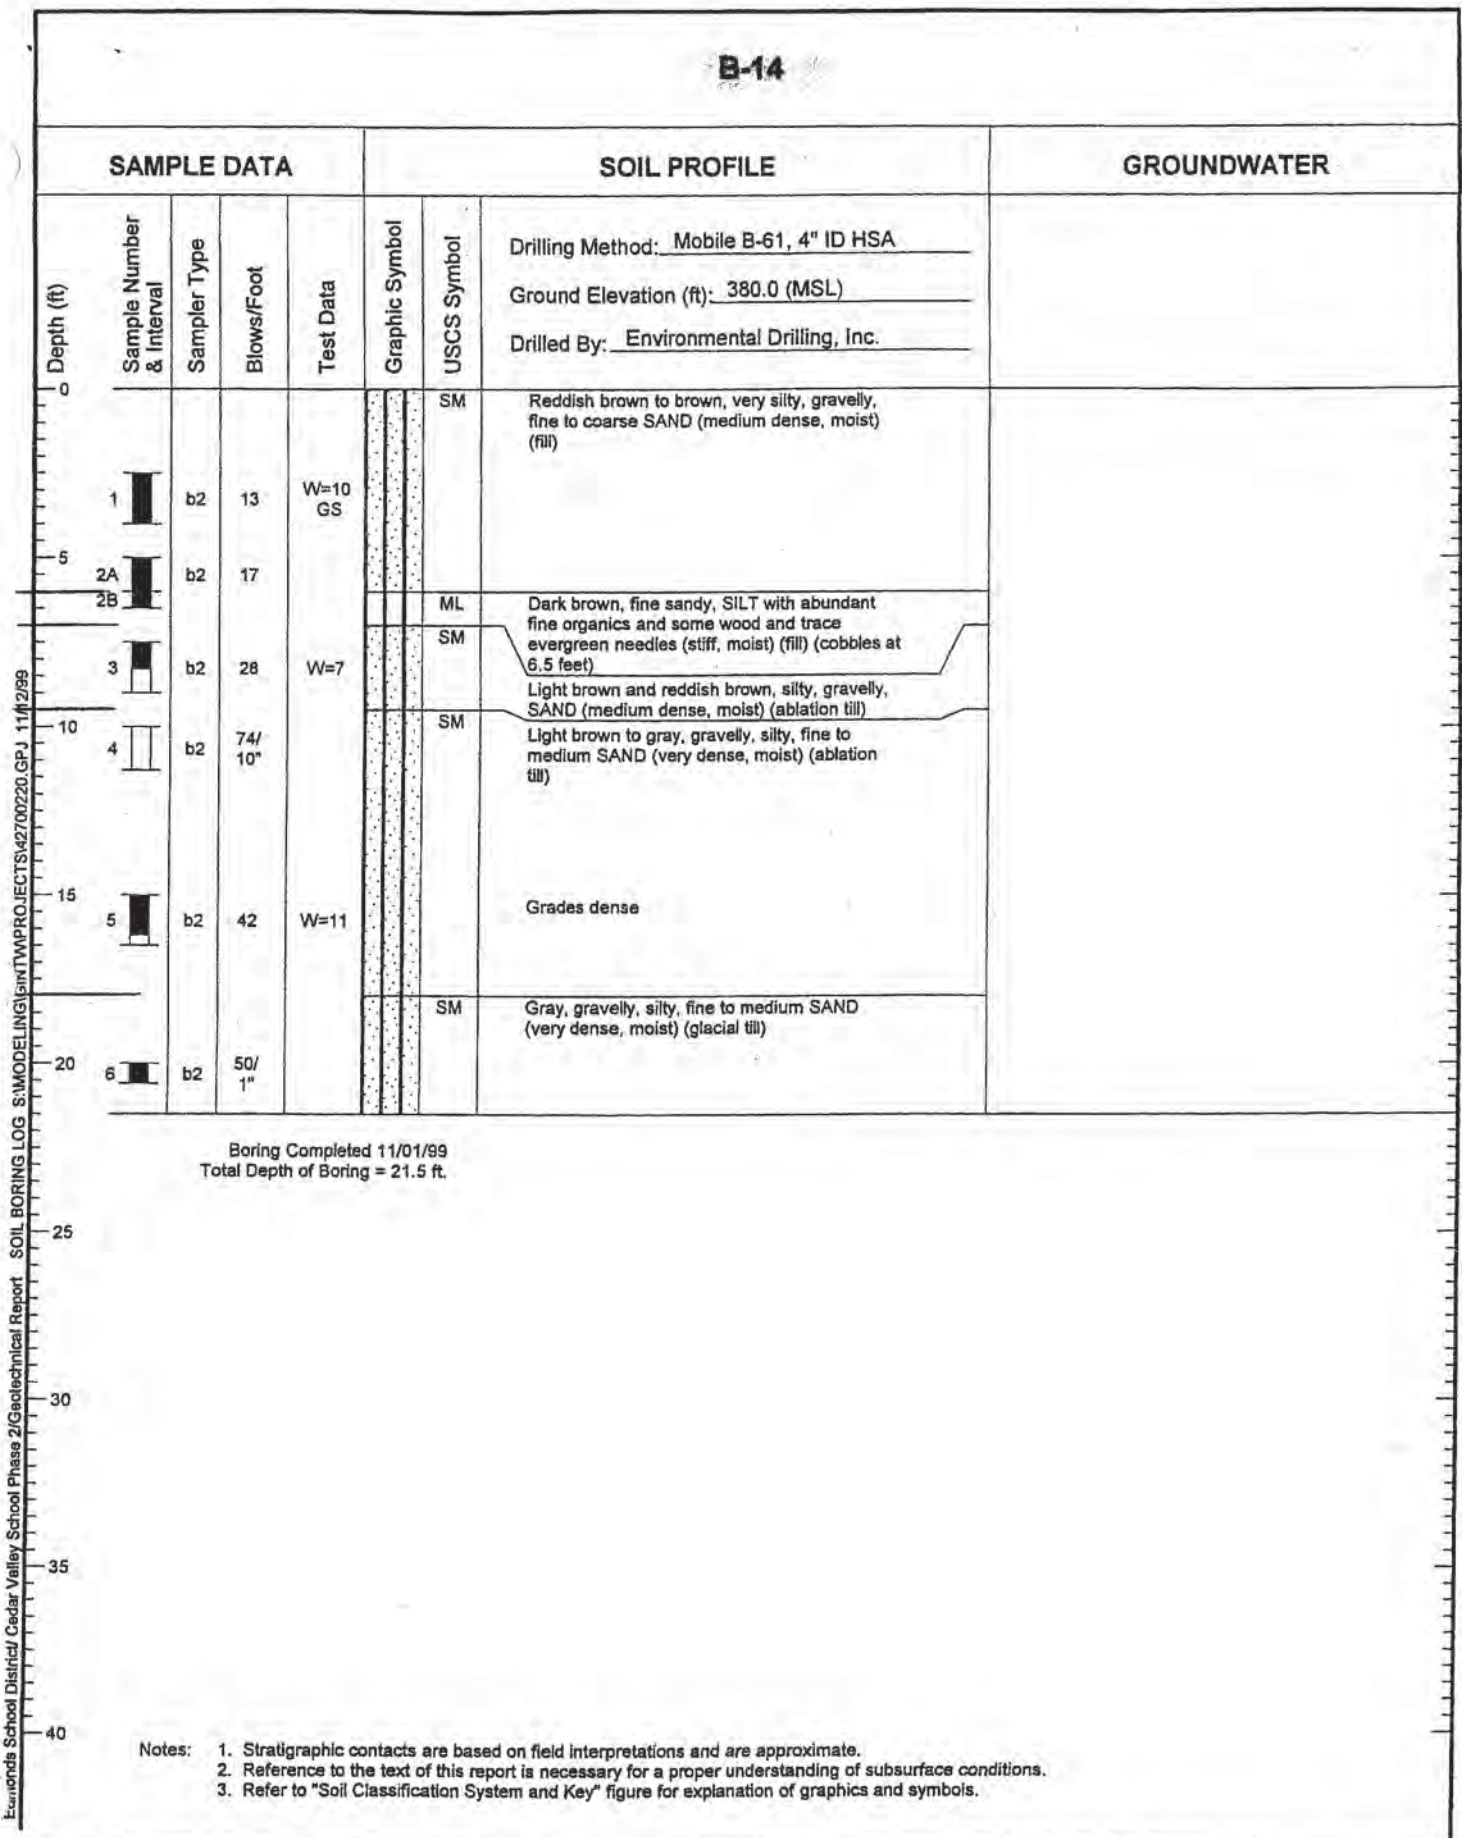 B-14
SAMPLE DATA
SOIL PROFILE
GROUNDWATER
Depth (ft)
Sample Number
& Interval
Sampler Type
Blows/Foot
Test Data
Graphic Symbol
USCS Symbol
Drilling Method: Mobile B-61, 4" ID HSA
Ground Elevation (ft): 380.0 (MSL)
Drilled By: Environmental Drilling, Inc.
0
SM
Reddish brown to brown, very silty, gravelly,
fine to coarse SAND (medium dense, moist)
(fill)
1 b2 13 W=10
GS
5
2A b2 17
2B
ML
Dark brown, fine sandy, SILT with abundant
fine organics and some wood and trace
evergreen needles (stiff, moist) (fill) (cobbles at
6.5 feet)
SM
3 b2 28 W=7
Light brown and reddish brown, silty, gravelly,
SAND (medium dense, moist) (ablation till)
10
SM
4 b2 74/
10"
Light brown to gray, gravelly, silty, fine to
medium SAND (very dense, moist) (ablation
till)
15
5 b2 42 W=11
Grades dense
SM
Gray, gravelly, silty, fine to medium SAND
(very dense, moist) (glacial till)
20
6 b2 50/
1"
Boring Completed 11/01/99
Total Depth of Boring = 21.5 ft.
25
30
35
40
Notes: 1. Stratigraphic contacts are based on field interpretations and are approximate.
2. Reference to the text of this report is necessary for a proper understanding of subsurface conditions.
3. Refer to "Soil Classification System and Key" figure for explanation of graphics and symbols.
Edmonds School District/ Cedar Valley School Phase 2/Geotechnical Report SOIL BORING LOG S:\MODELING\GINTW\PROJECTS\42700220.GPJ 11/12/99